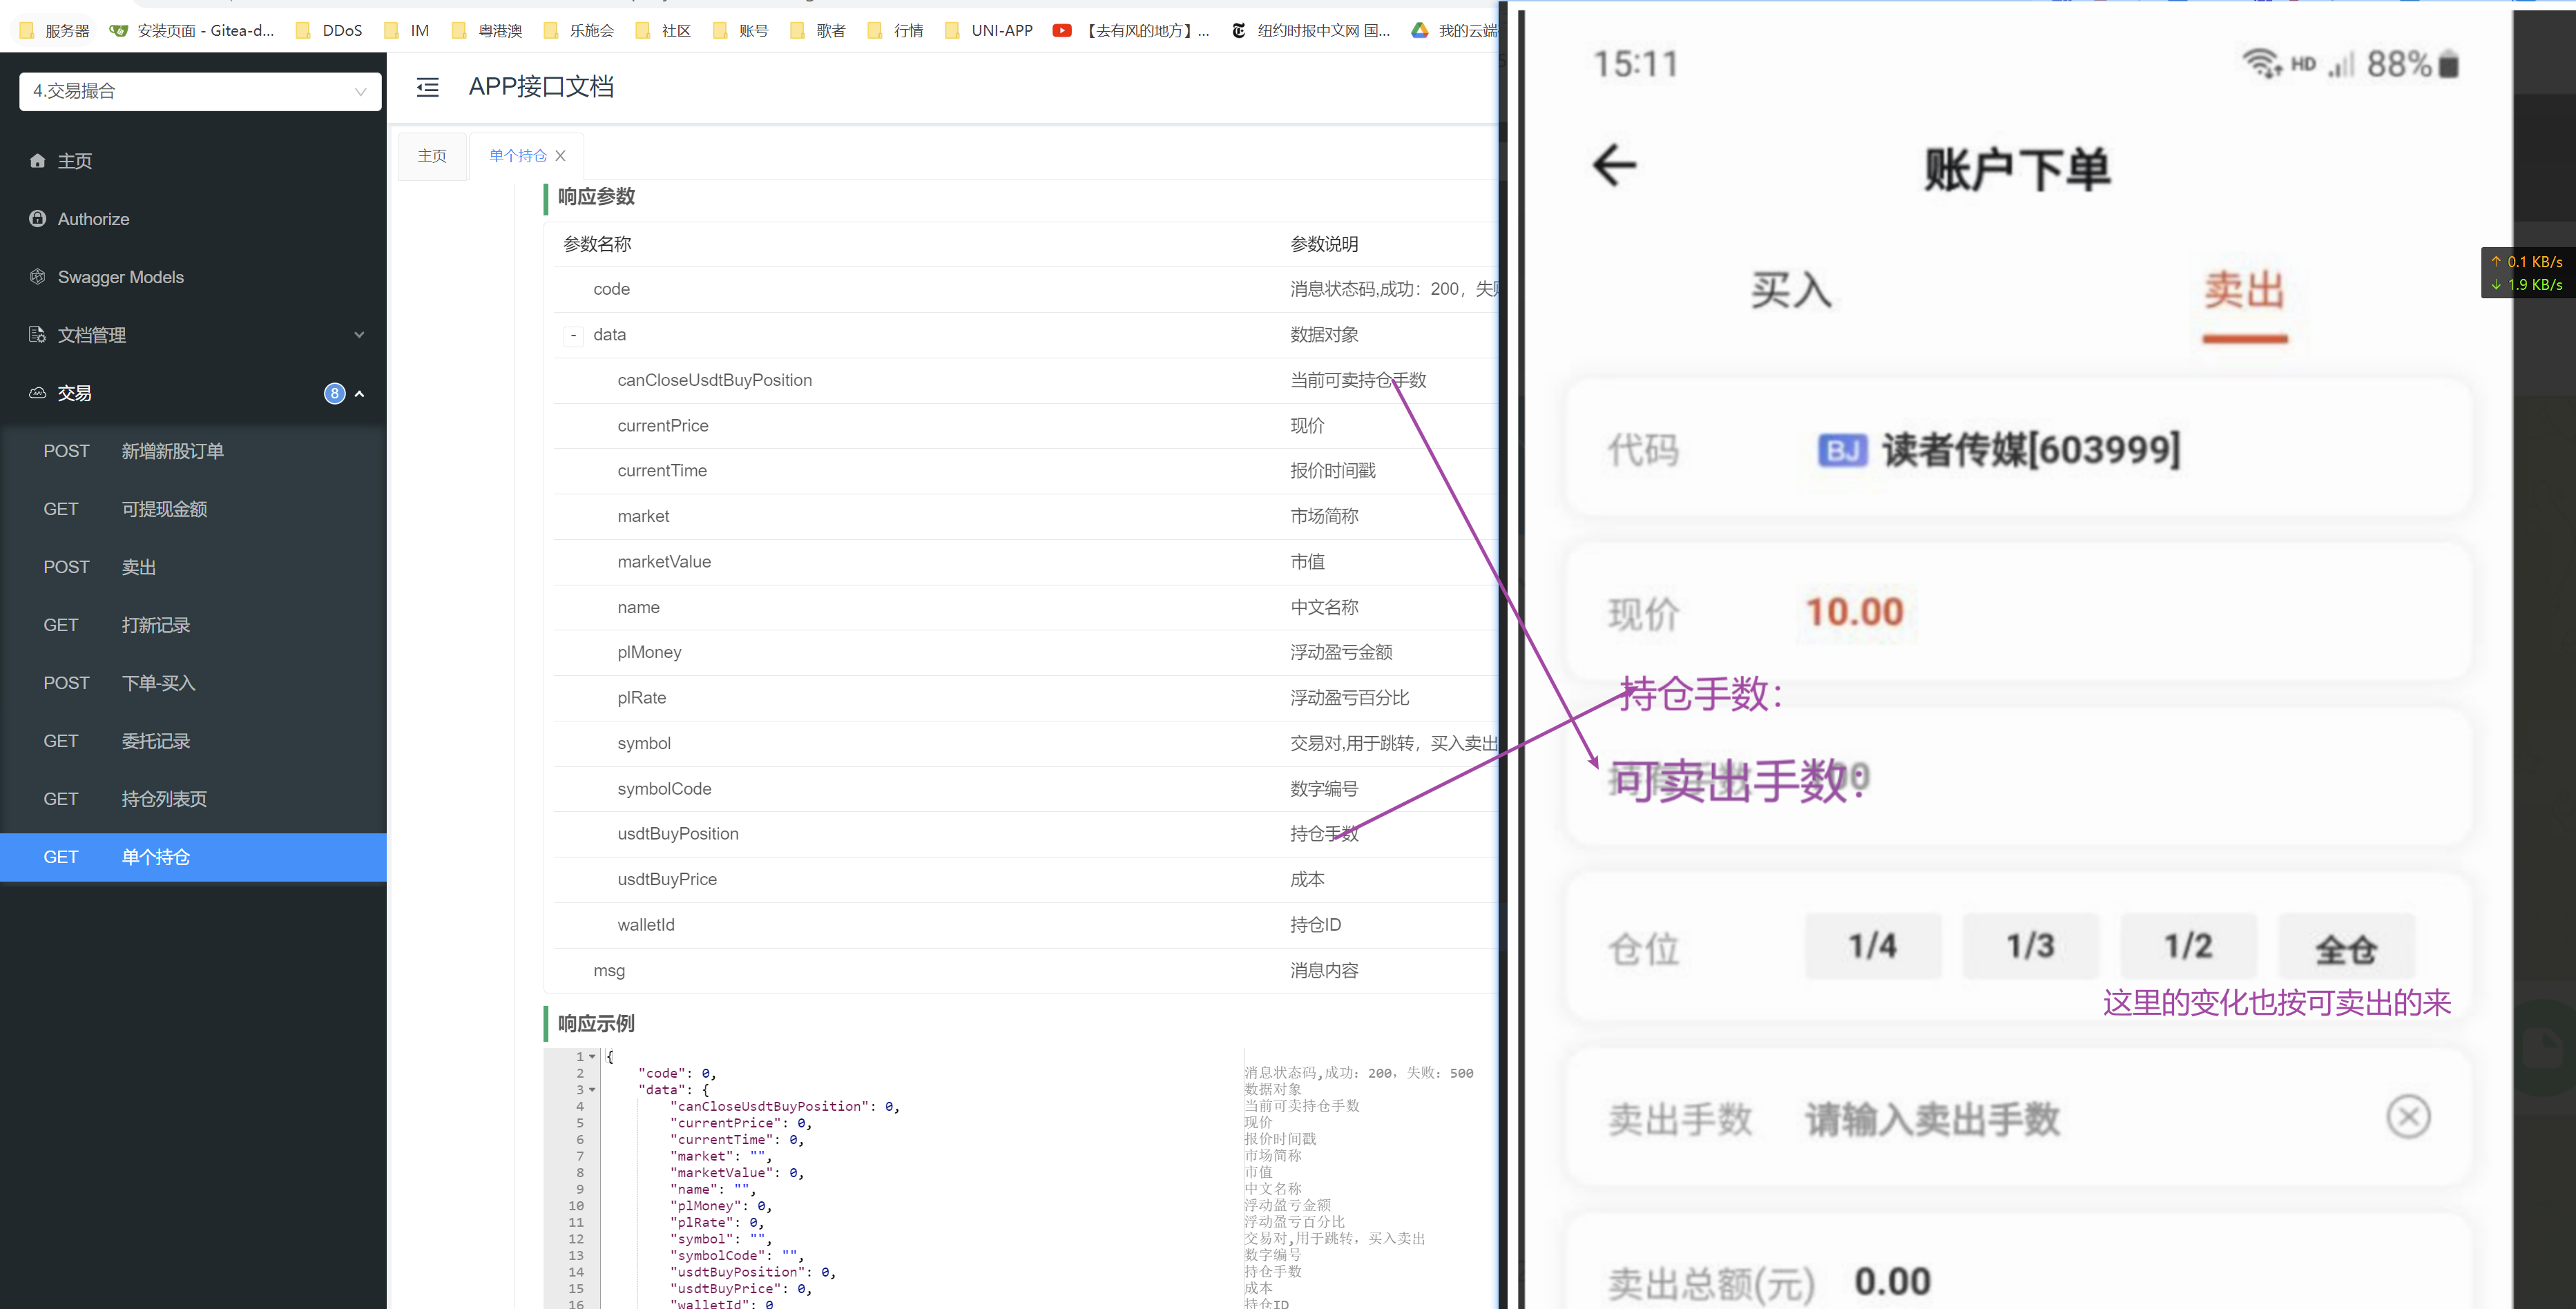 服务器
安装页面 - Gitea-d...
DDoS
IM
粤港澳
乐施会
社区
账号
歌者
行情
UNI-APP
【去有风的地方】...
纽约时报中文网 国...
我的云端
4.交易撮合
主页
Authorize
Swagger Models
文档管理
交易 8
POST 新增新股订单
GET 可提现金额
POST 卖出
GET 打新记录
POST 下单-买入
GET 委托记录
GET 持仓列表页
GET 单个持仓
APP接口文档
主页
单个持仓
响应参数
参数名称 参数说明
code 消息状态码,成功：200，失
- data 数据对象
canCloseUsdtBuyPosition 当前可卖持仓手数
currentPrice 现价
currentTime 报价时间戳
market 市场简称
marketValue 市值
name 中文名称
plMoney 浮动盈亏金额
plRate 浮动盈亏百分比
symbol 交易对,用于跳转，买入卖出
symbolCode 数字编号
usdtBuyPosition 持仓手数
usdtBuyPrice 成本
walletId 持仓ID
msg 消息内容
响应示例
1 {
2 "code": 0, 消息状态码,成功：200，失败：500
3 "data": { 数据对象
4 "canCloseUsdtBuyPosition": 0, 当前可卖持仓手数
5 "currentPrice": 0, 现价
6 "currentTime": 0, 报价时间戳
7 "market": "", 市场简称
8 "marketValue": 0, 市值
9 "name": "", 中文名称
10 "plMoney": 0, 浮动盈亏金额
11 "plRate": 0, 浮动盈亏百分比
12 "symbol": "", 交易对,用于跳转，买入卖出
13 "symbolCode": "", 数字编号
14 "usdtBuyPosition": 0, 持仓手数
15 "usdtBuyPrice": 0, 成本
16 "walletId": 0 持仓ID
15:11 HD 88%
账户下单
买入 卖出
↑ 0.1 KB/s
↓ 1.9 KB/s
代码 BJ 读者传媒[603999]
现价 10.00
持仓手数：
可卖出手数：
持有手数
仓位 1/4 1/3 1/2 全仓
这里的变化也按可卖出的来
卖出手数 请输入卖出手数
卖出总额(元) 0.00